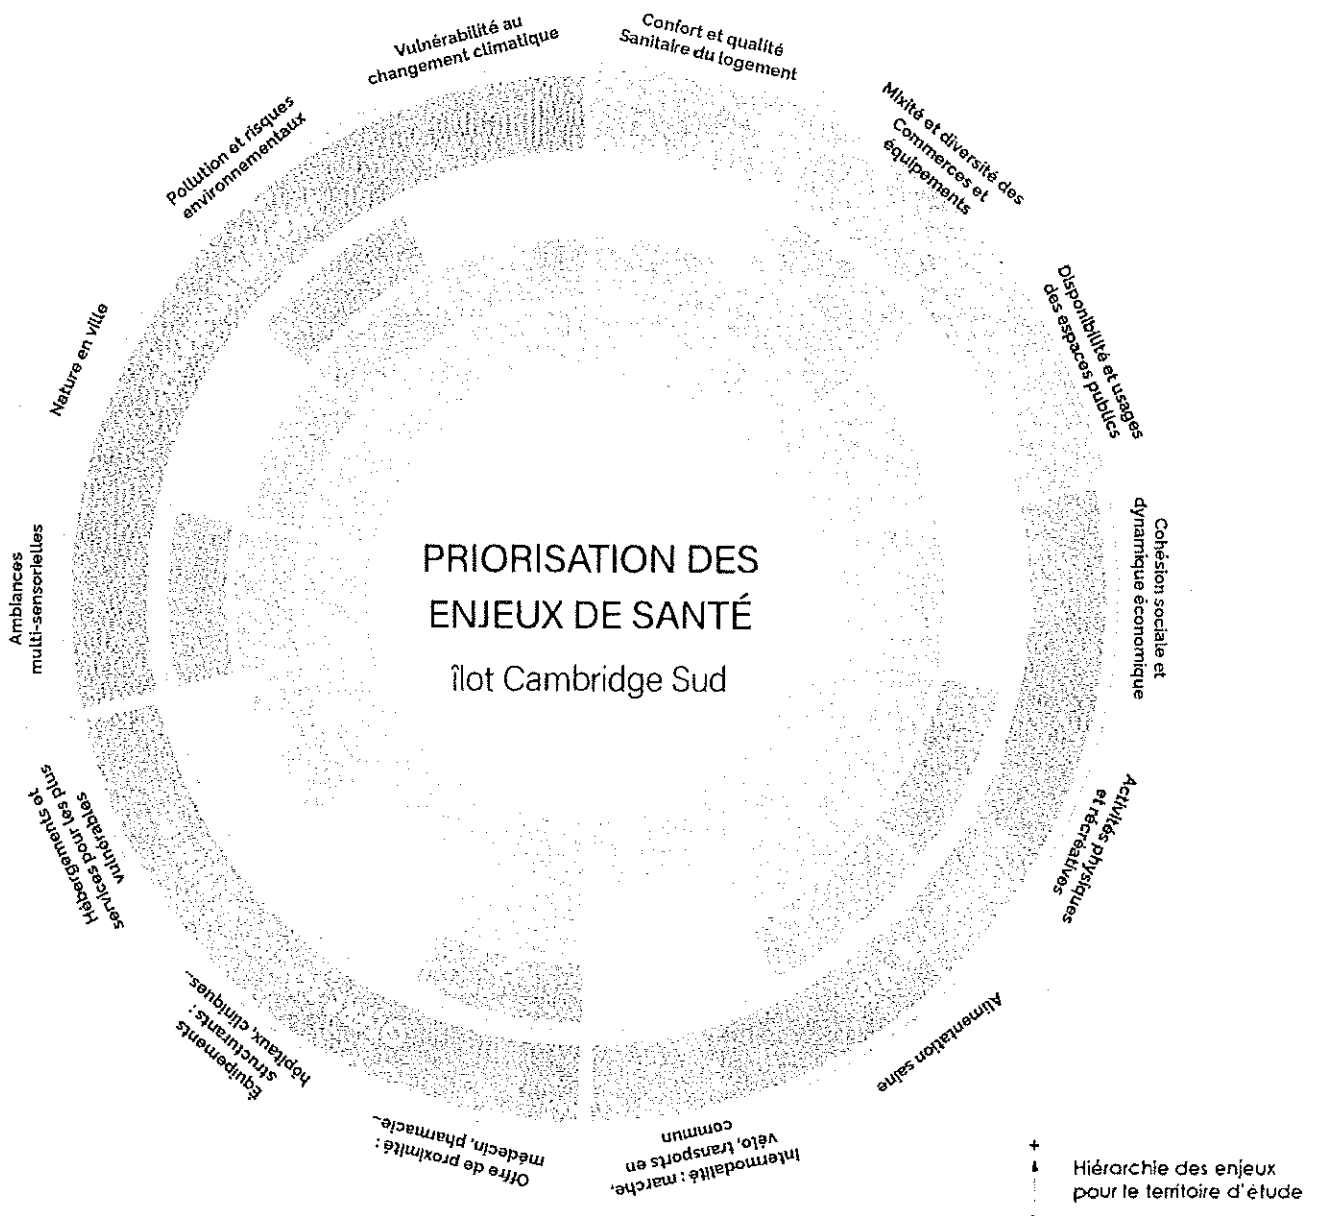 Vulnérabilité au
changement climatique
Confort et qualité
Sanitaire du logement
Mixité et diversité des
Commerces et
équipements
Disponibilité et usages
des espaces publics
Cohésion sociale et
dynamique économique
Activités physiques
et récréatives
Alimentation saine
Intermodalité : marche,
vélo, transports en
commun
Offre de proximité :
médecin, pharmacie...
Équipements
structurants :
hôpitaux, cliniques...
Hébergements et
services pour les plus
vulnérables
Ambiances
multi-sensorielles
Nature en ville
Pollution et risques
environnementaux
PRIORISATION DES
ENJEUX DE SANTÉ
îlot Cambridge Sud
+
Hiérarchie des enjeux
pour le territoire d'étude
-